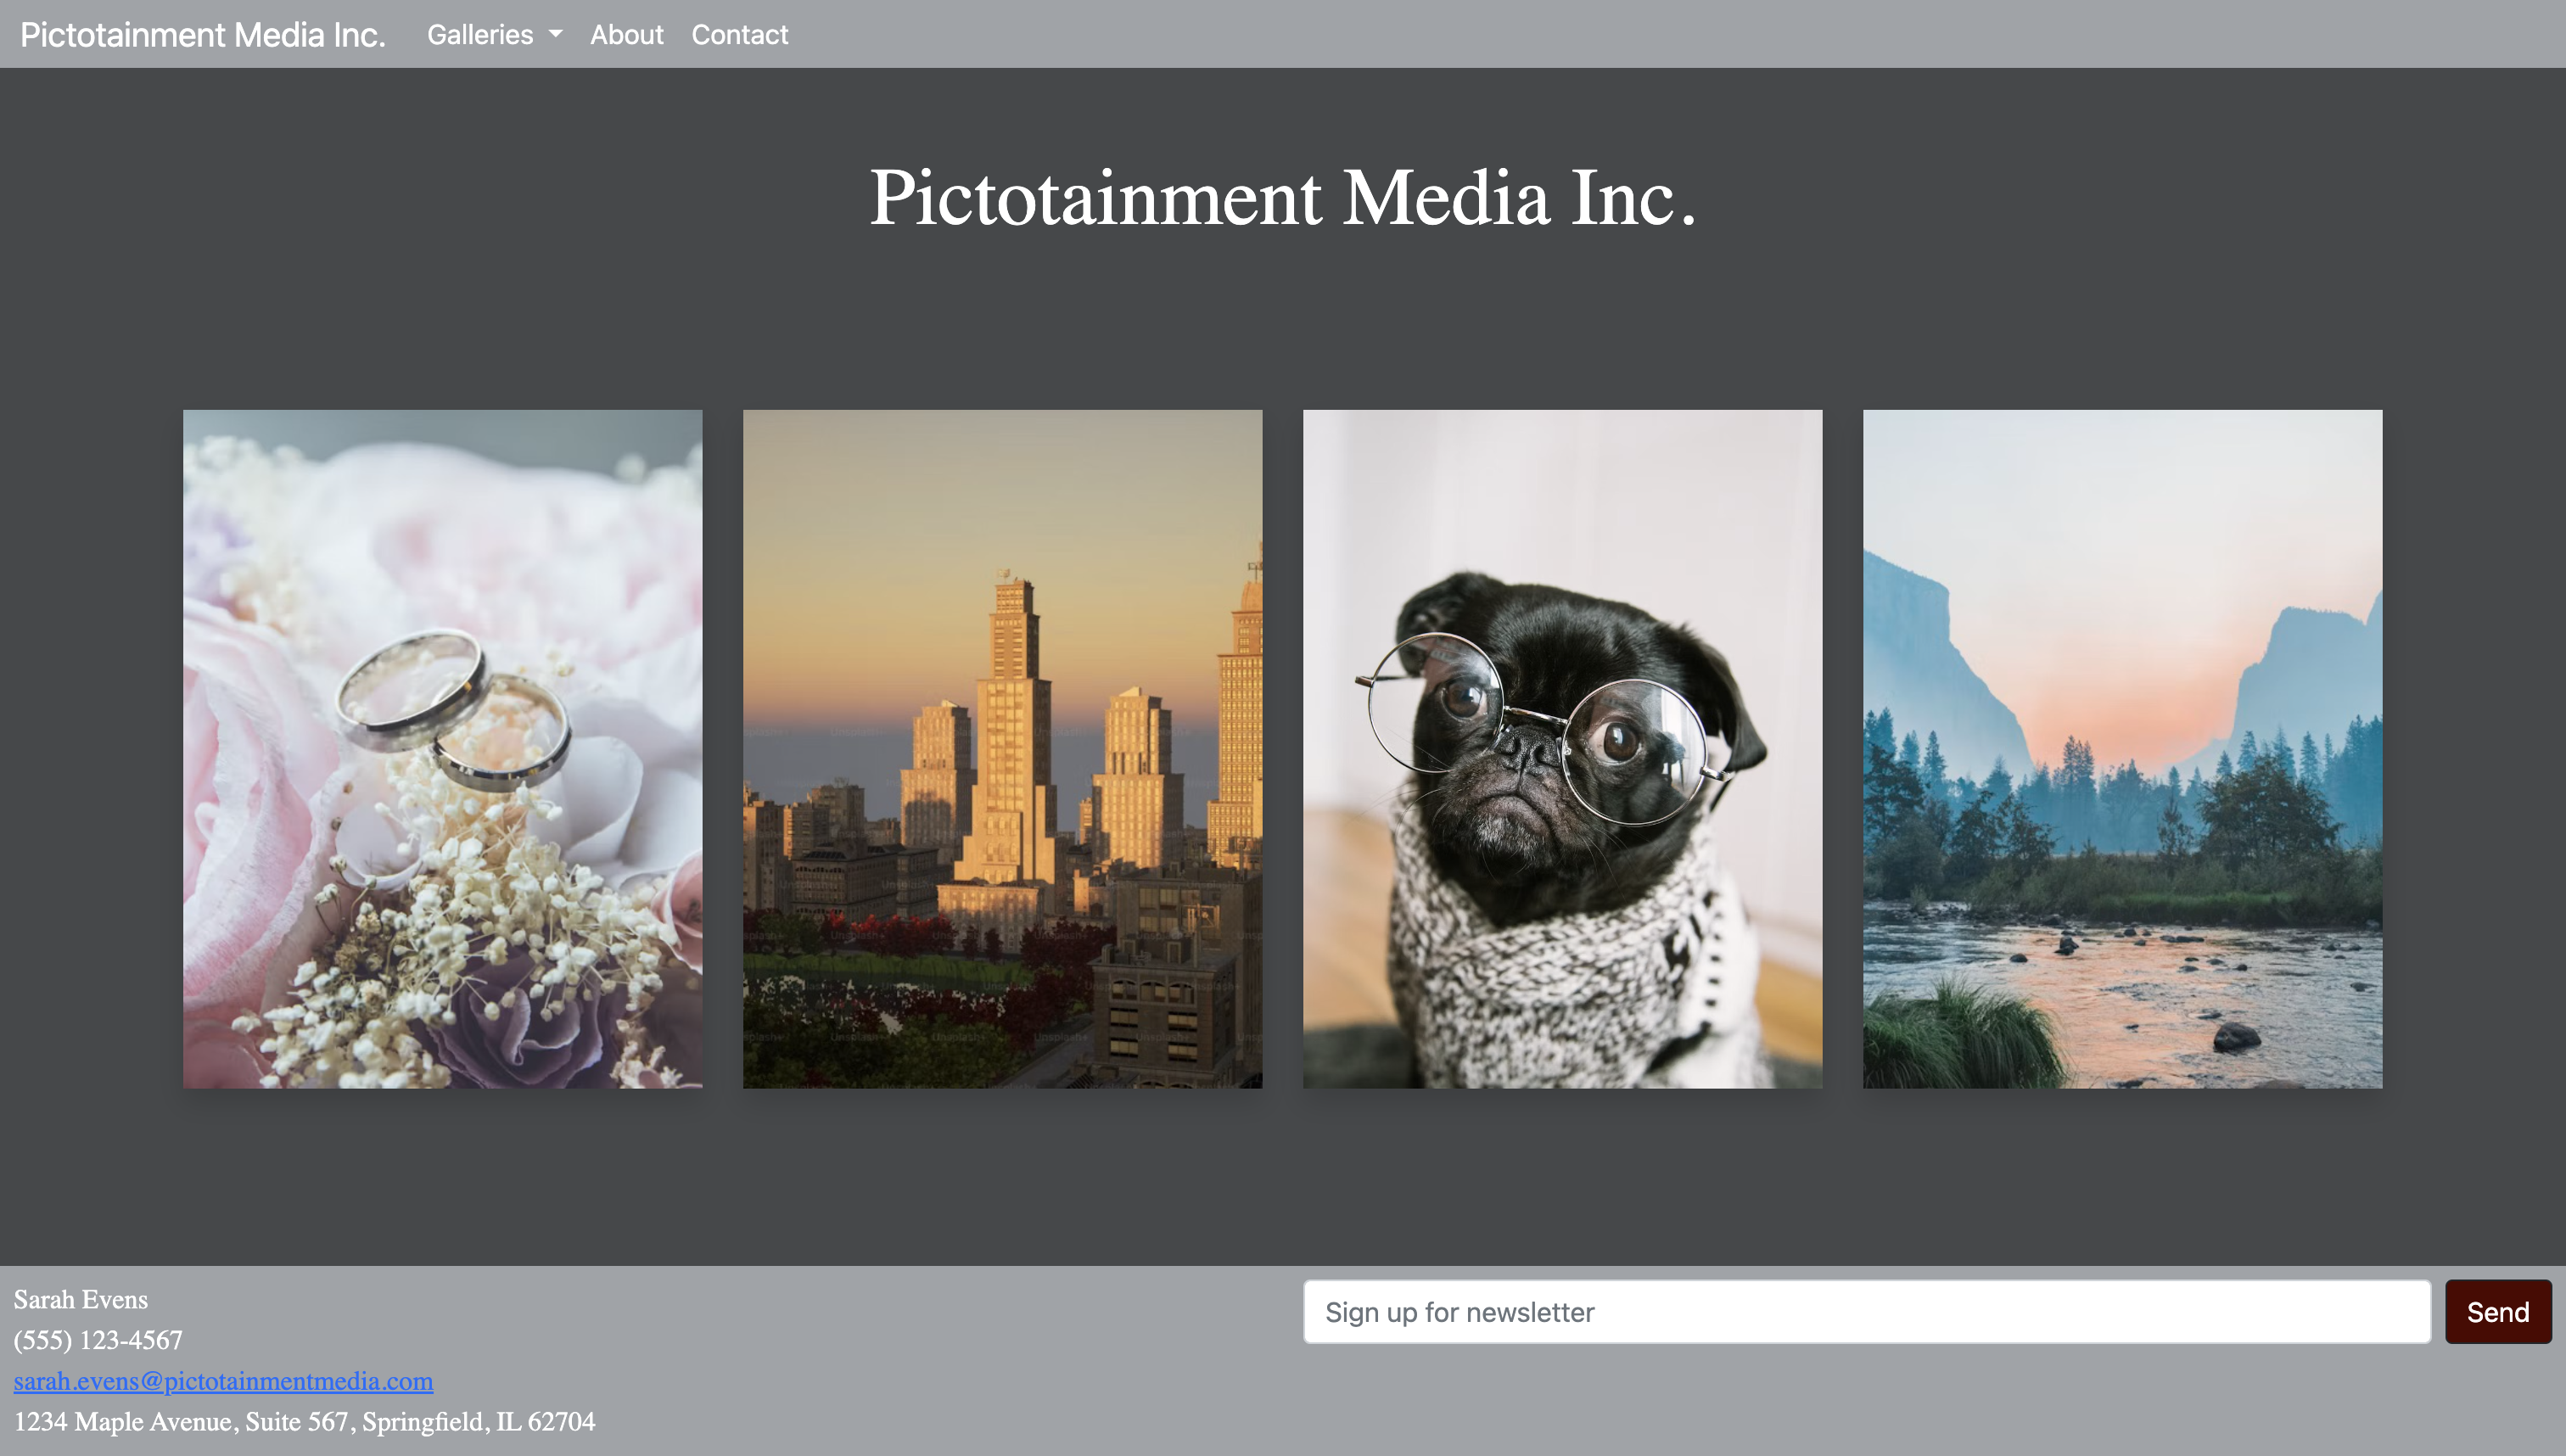 Pictotainment Media Inc. Galleries About Contact
Pictotainment Media Inc.
Unsplash+
Sarah Evens
(555) 123-4567
sarah.evens@pictotainmentmedia.com
1234 Maple Avenue, Suite 567, Springfield, IL 62704
Sign up for newsletter
Send